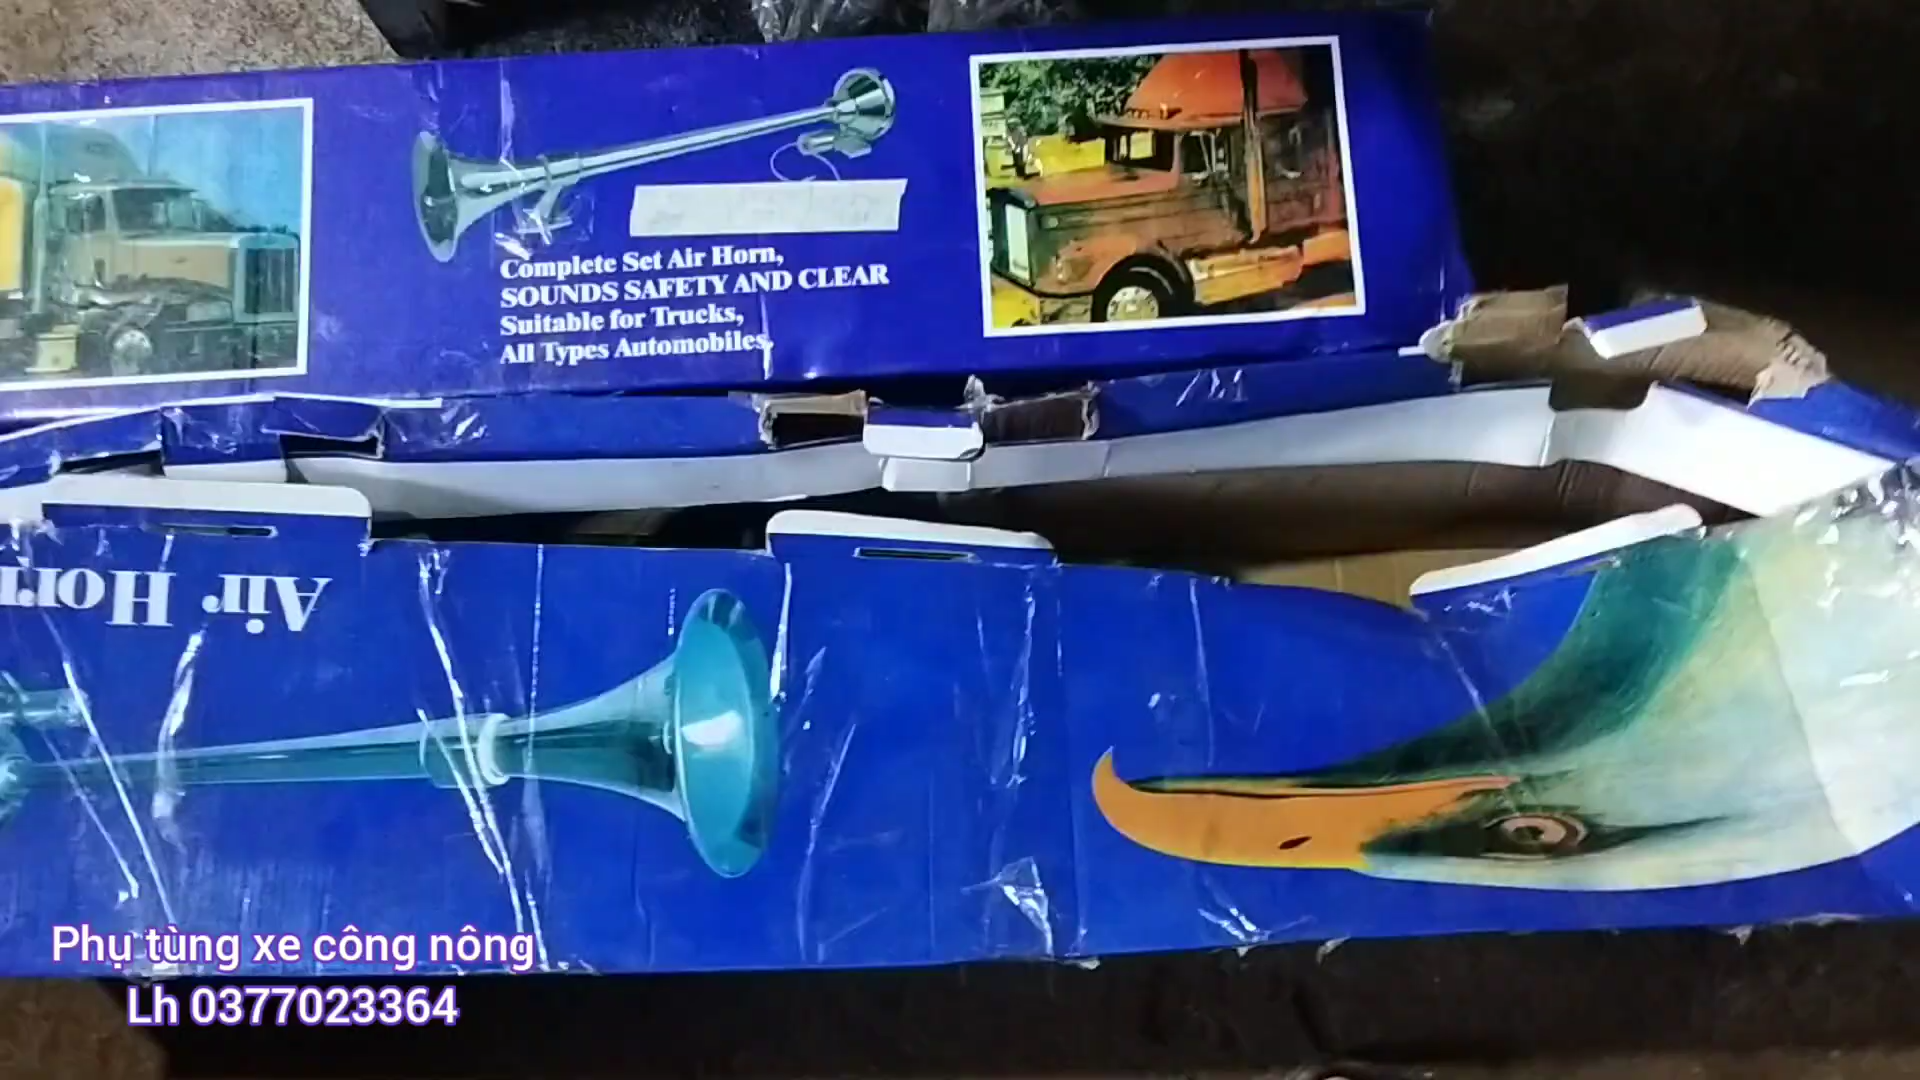 Complete Set Air Horn,
SOUNDS SAFETY AND CLEAR
Suitable for Trucks,
All Types Automobiles.
Air Horn
Phụ tùng xe công nông
Lh 0377023364